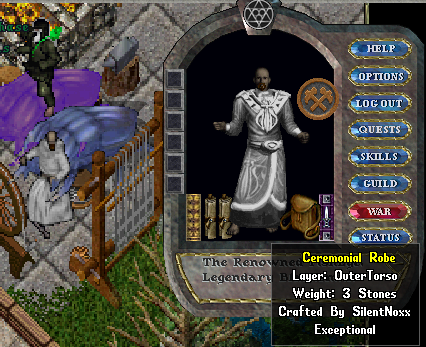 HELP
OPTIONS
LOG OUT
QUESTS
SKILLS
GUILD
WAR
STATUS
The Renowned
Legendary
Ceremonial Robe
Layer: OuterTorso
Weight: 3 Stones
Crafted By SilentNoxx
Exceptional